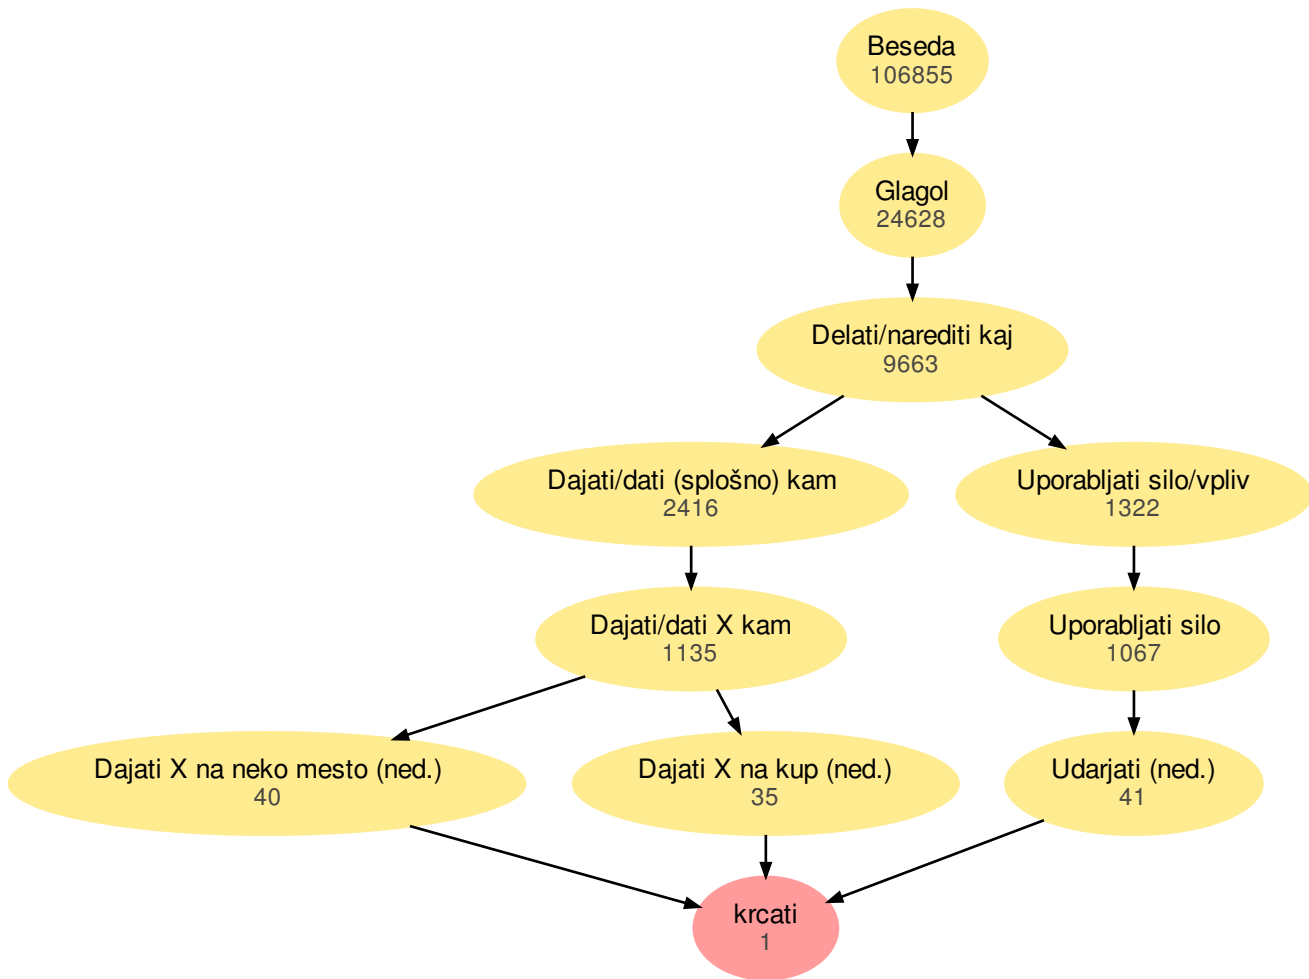 Beseda
106855
Glagol
24628
Delati/narediti kaj
9663
Dajati/dati (splošno) kam
2416
Uporabljati silo/vpliv
1322
Dajati/dati X kam
1135
Uporabljati silo
1067
Dajati X na neko mesto (ned.)
40
Dajati X na kup (ned.)
35
Udarjati (ned.)
41
krcati
1